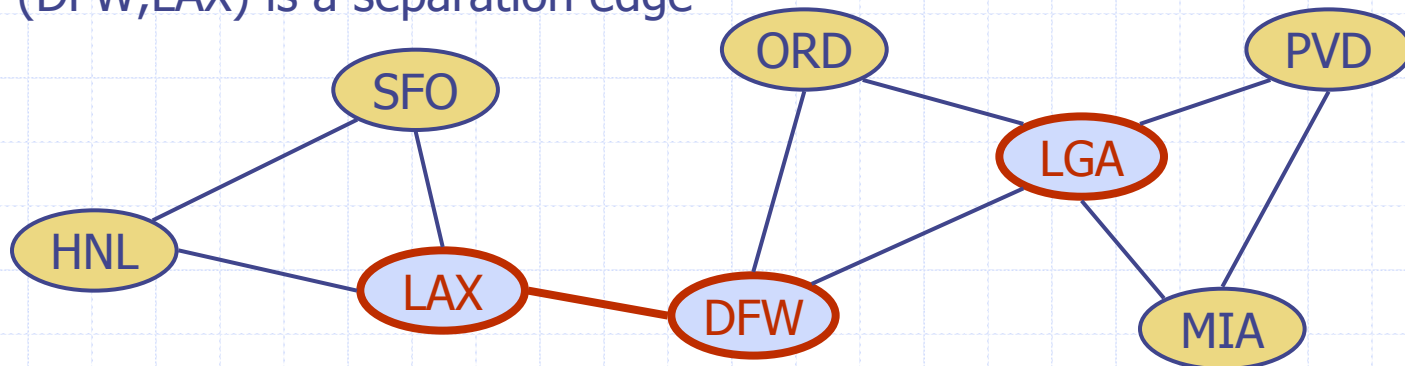 (DFW,LAX) is a separation edge
ORD
PVD
SFO
LGA
HNL
LAX
DFW
MIA